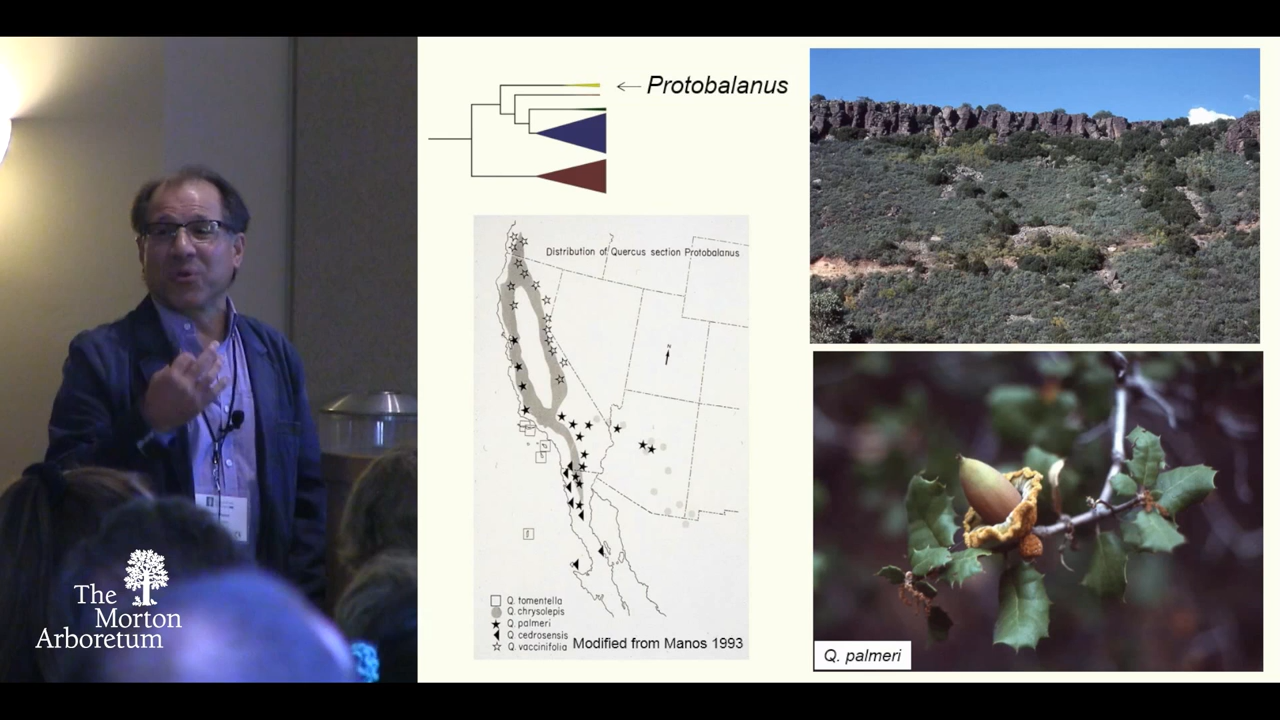 Protobalanus
Distribution of Quercus section Protobalanus
N
Q. tomentella
Q. chrysolepis
Q. palmeri
Q. cedrosensis
Q. vaccinifolia
Modified from Manos 1993
Q. palmeri
The
Morton
Arboretum